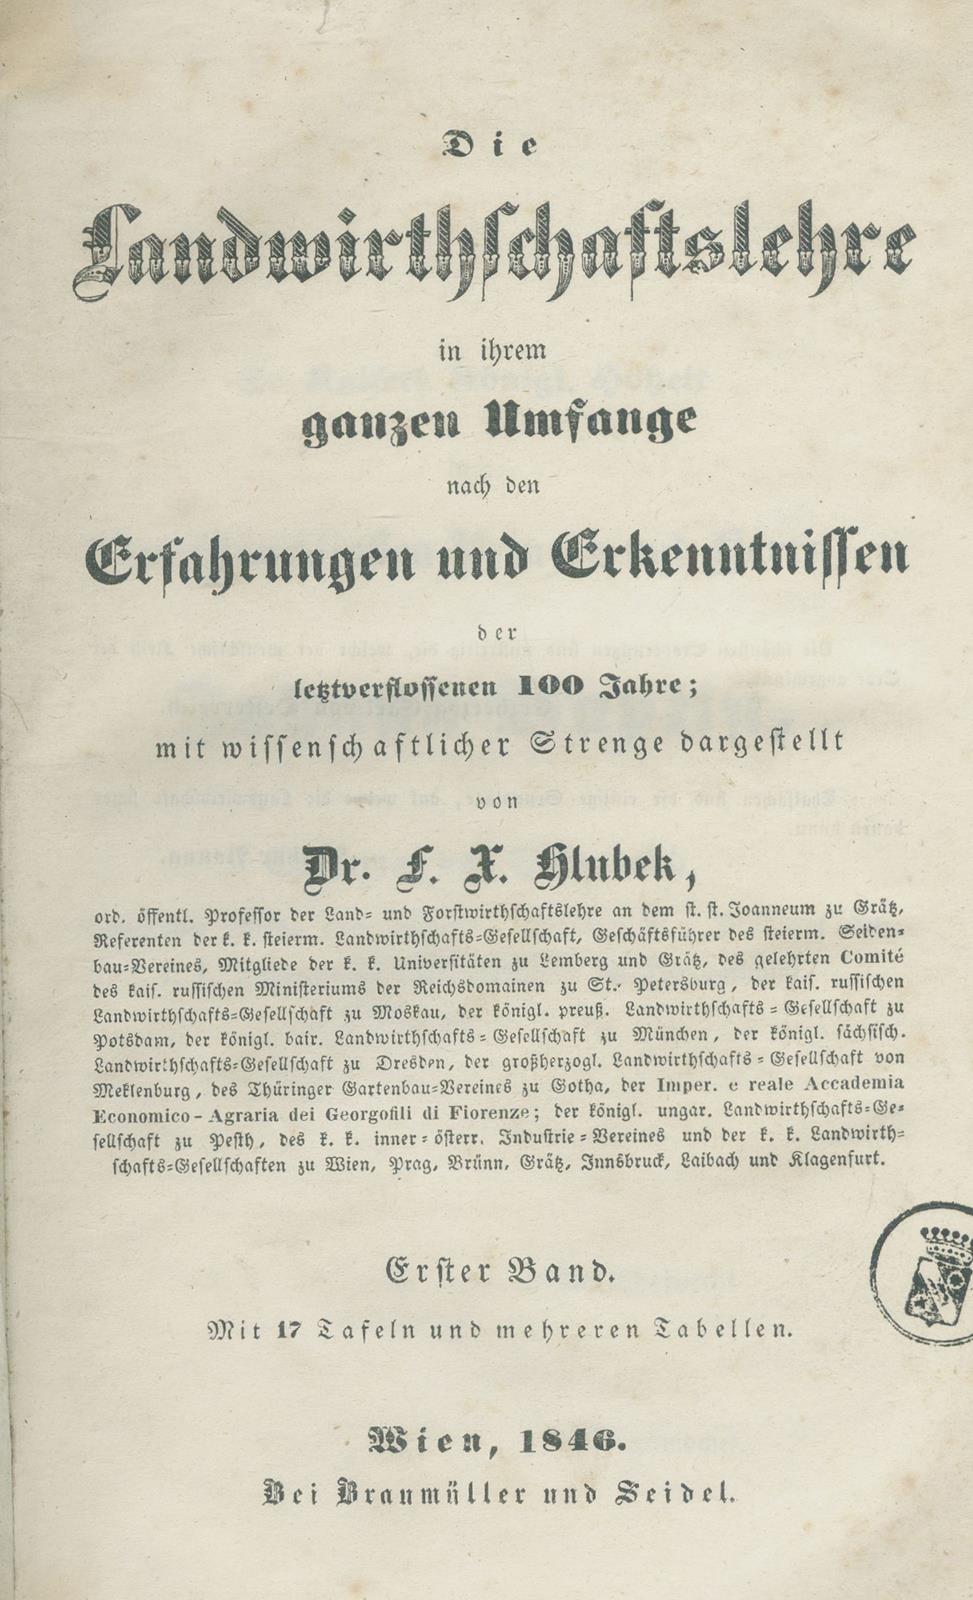 Die
Landwirthschaftslehre
in ihrem
ganzen Umfange
nach den
Erfahrungen und Erkenntnissen
der
letztverflossenen 100 Jahre;
mit wissenschaftlicher Strenge dargestellt
von
Dr. F. X. Hlubek,
ord. öffentl. Professor der Land- und Forstwirthschaftslehre an dem st. st. Joanneum zu Grätz,
Referenten der k. k. steierm. Landwirthschafts-Gesellschaft, Geschäftsführer des steierm. Seiden-
bau-Vereines, Mitgliede der k. k. Universitäten zu Lemberg und Grätz, des gelehrten Comité
des kais. russischen Ministeriums der Reichsdomainen zu St. Petersburg, der kais. russischen
Landwirthschafts-Gesellschaft zu Moskau, der königl. preuß. Landwirthschafts-Gesellschaft zu
Potsdam, der königl. bair. Landwirthschafts-Gesellschaft zu München, der königl. sächsisch.
Landwirthschafts-Gesellschaft zu Dresden, der großherzogl. Landwirthschafts-Gesellschaft von
Meklenburg, des Thüringer Gartenbau-Vereines zu Gotha, der Imper. e reale Accademia
Economico-Agraria dei Georgofili di Fiorenze; der königl. ungar. Landwirthschafts-Ge-
sellschaft zu Pesth, des k. k. inner-österr. Industrie-Vereines und der k. k. Landwirth-
schafts-Gesellschaften zu Wien, Prag, Brünn, Grätz, Innsbruck, Laibach und Klagenfurt.
Erster Band.
Mit 17 Tafeln und mehreren Tabellen.
Wien, 1846.
Bei Braumüller und Seidel.